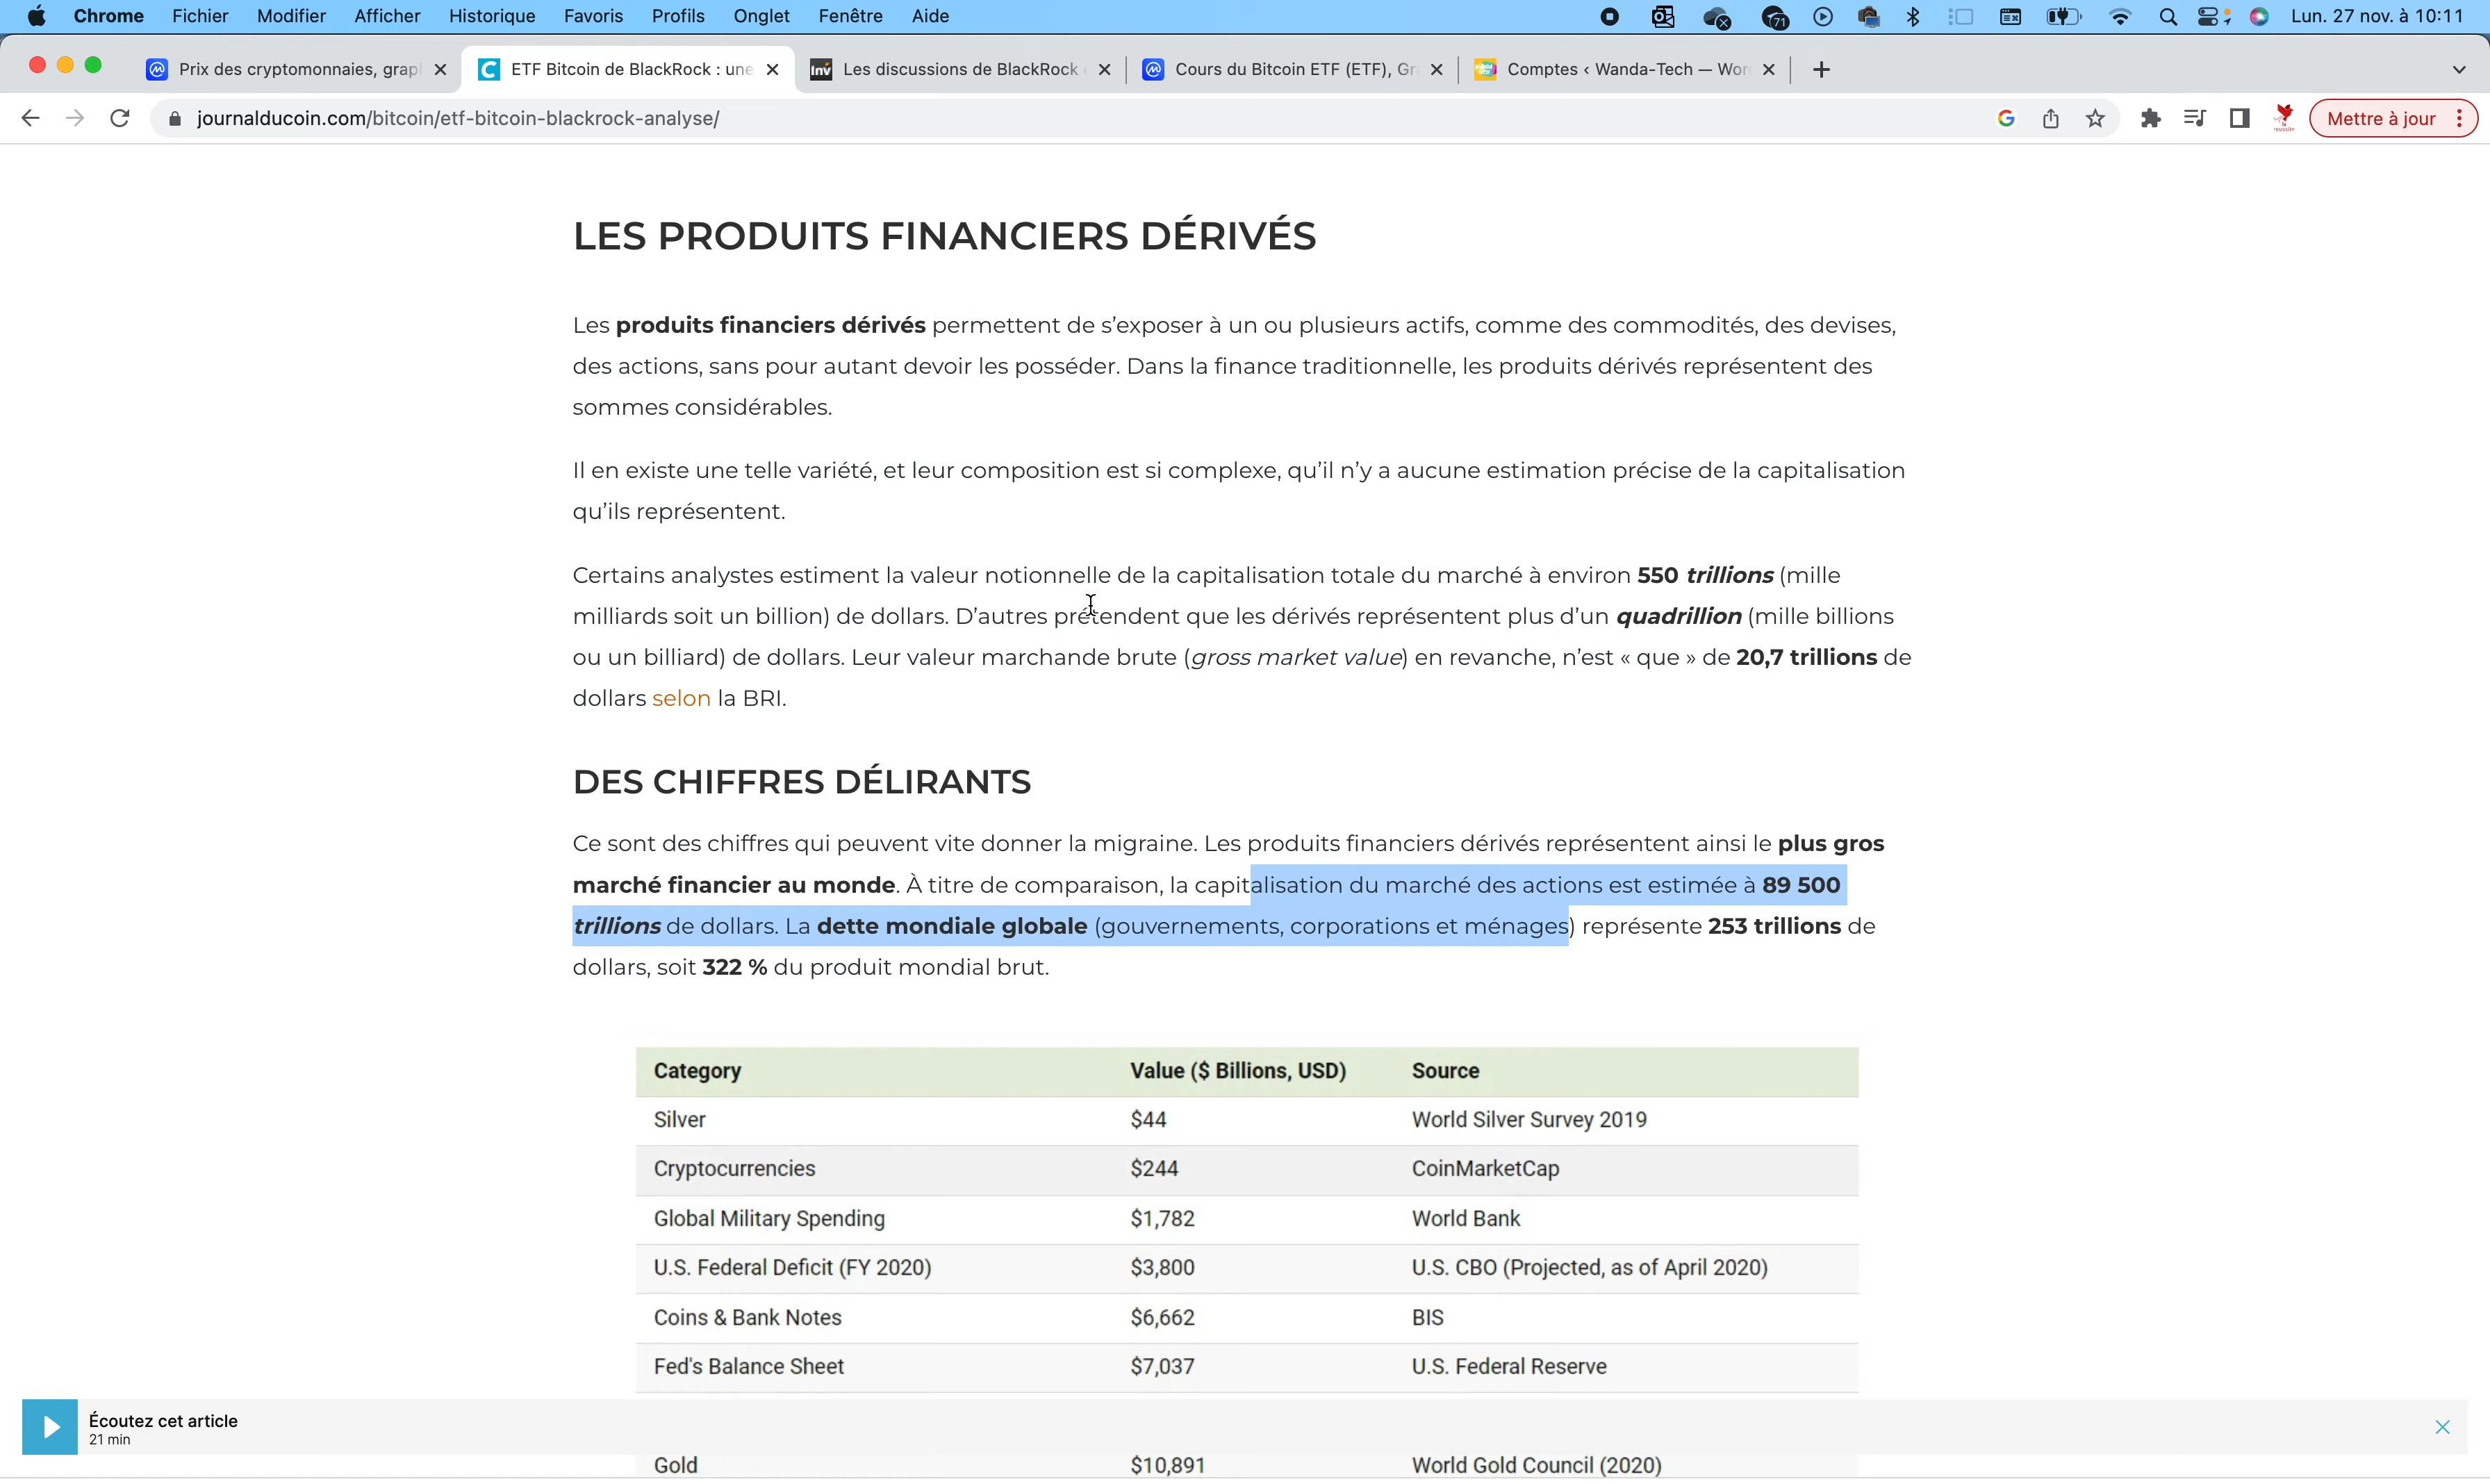 Chrome Fichier Modifier Afficher Historique Favoris Profils Onglet Fenêtre Aide 71 Lun. 27 nov. à 10:11
Prix des cryptomonnaies, grap ETF Bitcoin de BlackRock : une Inv Les discussions de BlackRock Cours du Bitcoin ETF (ETF), Gr Comptes ‹ Wanda-Tech — Wor
journalducoin.com/bitcoin/etf-bitcoin-blackrock-analyse/ Mettre à jour
LES PRODUITS FINANCIERS DÉRIVÉS
Les produits financiers dérivés permettent de s’exposer à un ou plusieurs actifs, comme des commodités, des devises,
des actions, sans pour autant devoir les posséder. Dans la finance traditionnelle, les produits dérivés représentent des
sommes considérables.
Il en existe une telle variété, et leur composition est si complexe, qu’il n’y a aucune estimation précise de la capitalisation
qu’ils représentent.
Certains analystes estiment la valeur notionnelle de la capitalisation totale du marché à environ 550 trillions (mille
milliards soit un billion) de dollars. D’autres prétendent que les dérivés représentent plus d’un quadrillion (mille billions
ou un billiard) de dollars. Leur valeur marchande brute (gross market value) en revanche, n’est « que » de 20,7 trillions de
dollars selon la BRI.
DES CHIFFRES DÉLIRANTS
Ce sont des chiffres qui peuvent vite donner la migraine. Les produits financiers dérivés représentent ainsi le plus gros
marché financier au monde. À titre de comparaison, la capitalisation du marché des actions est estimée à 89 500
trillions de dollars. La dette mondiale globale (gouvernements, corporations et ménages) représente 253 trillions de
dollars, soit 322 % du produit mondial brut.
Category Value ($ Billions, USD) Source
Silver $44 World Silver Survey 2019
Cryptocurrencies $244 CoinMarketCap
Global Military Spending $1,782 World Bank
U.S. Federal Deficit (FY 2020) $3,800 U.S. CBO (Projected, as of April 2020)
Coins & Bank Notes $6,662 BIS
Fed's Balance Sheet $7,037 U.S. Federal Reserve
Écoutez cet article
21 min
Gold $10,891 World Gold Council (2020)